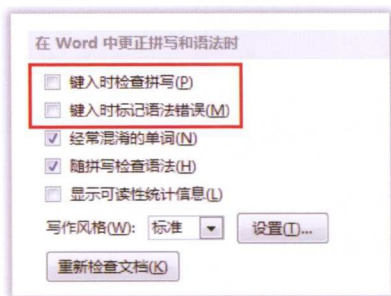 在 Word 中更正拼写和语法时
键入时检查拼写(P)
键入时标记语法错误(M)
经常混淆的单词(N)
随拼写检查语法(H)
显示可读性统计信息(L)
写作风格(W): 标准 设置(T)...
重新检查文档(K)